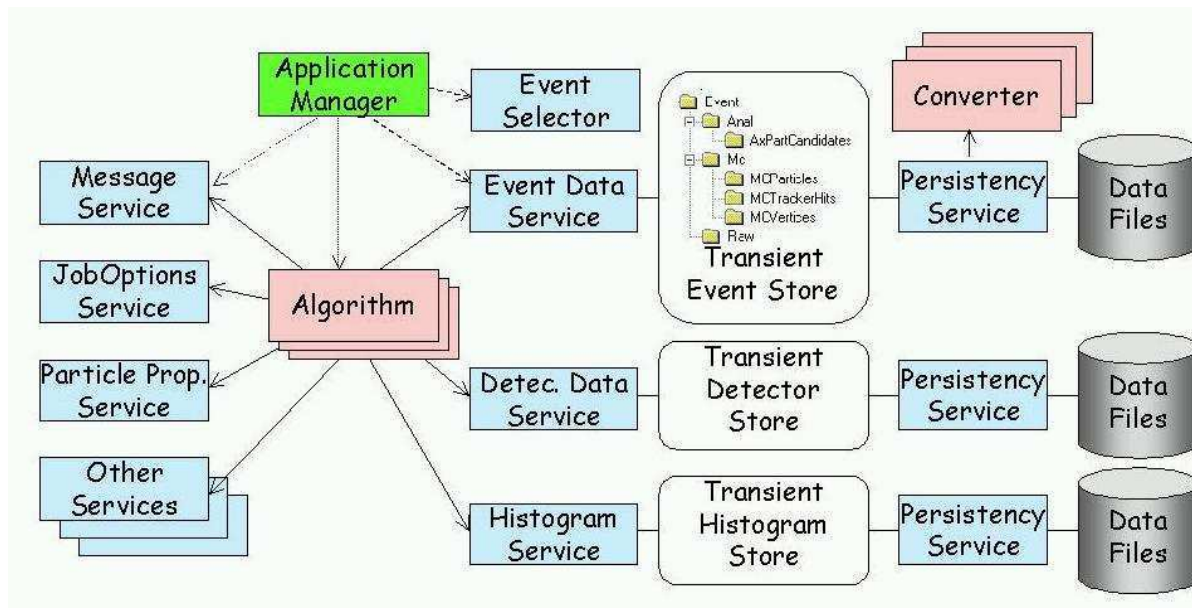 Application
Manager
Event
Selector
Converter
Event
Anal
AxPartCandidates
Mc
MCParticles
MCTrackerHits
MCVertices
Raw
Transient
Event Store
Message
Service
Event Data
Service
Persistency
Service
Data
Files
JobOptions
Service
Algorithm
Particle Prop.
Service
Detec. Data
Service
Transient
Detector
Store
Persistency
Service
Data
Files
Other
Services
Histogram
Service
Transient
Histogram
Store
Persistency
Service
Data
Files